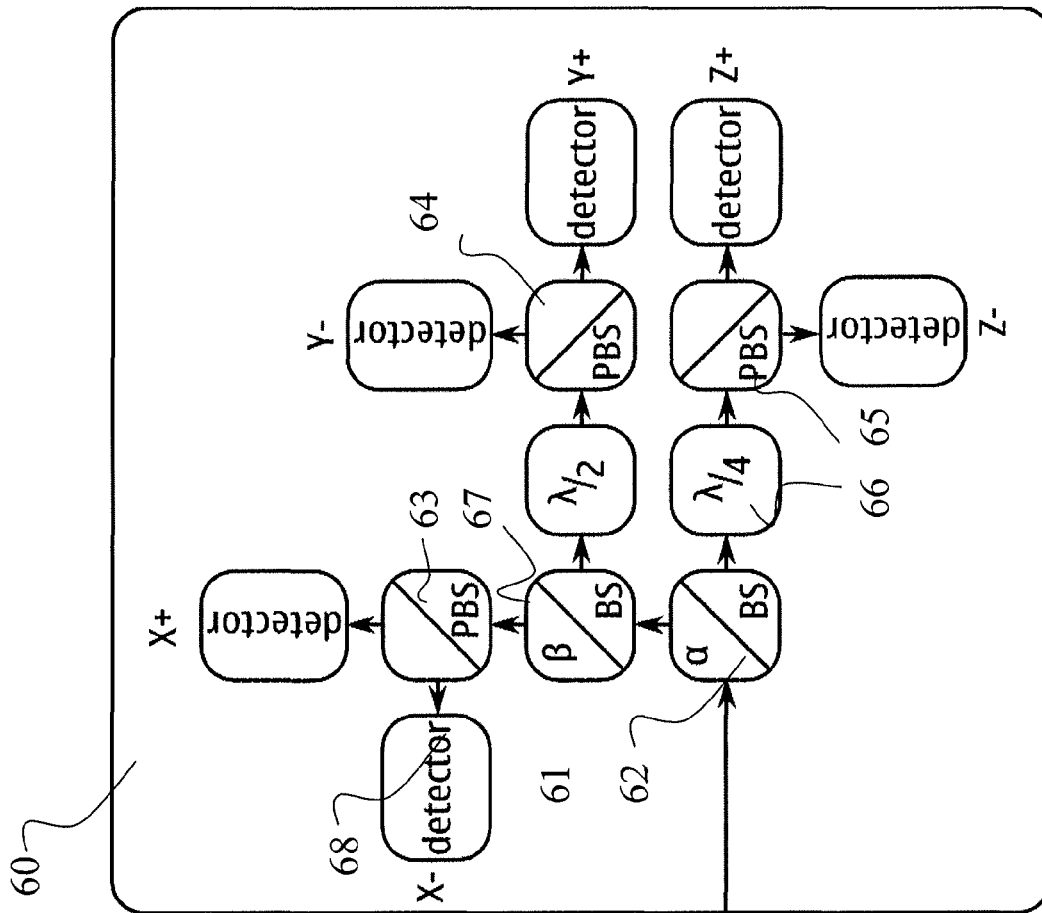 60
X+
detector
X-
detector
68
PBS
63
67
β
BS
61
62
α
BS
λ/2
λ/4
66
Y-
detector
64
PBS
detector
Y+
PBS
65
detector
Z+
detector
Z-